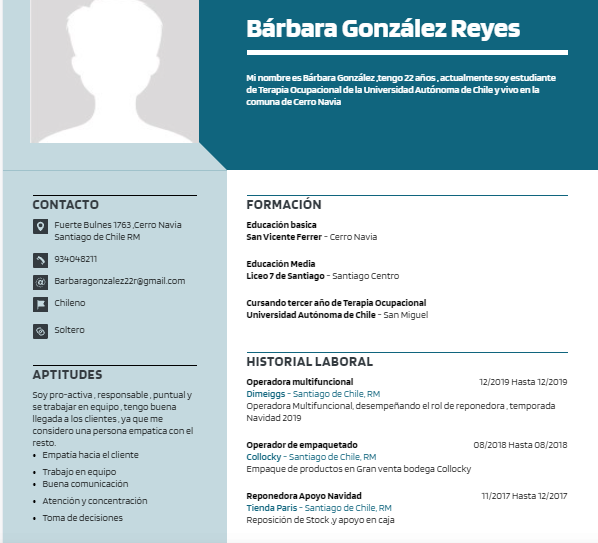 Bárbara González Reyes
Mi nombre es Bárbara González ,tengo 22 años , actualmente soy estudiante
de Terapia Ocupacional de la Universidad Autónoma de Chile y vivo en la
comuna de Cerro Navia
CONTACTO
Fuerte Bulnes 1763 ,Cerro Navia
Santiago de Chile RM
934048211
Barbaragonzalez22r@gmail.com
Chileno
Soltero
APTITUDES
Soy pro-activa , responsable , puntual y
se trabajar en equipo , tengo buena
llegada a los clientes , ya que me
considero una persona empatica con el
resto.
• Empatía hacia el cliente
• Trabajo en equipo
• Buena comunicación
• Atención y concentración
• Toma de decisiones
FORMACIÓN
Educación basica
San Vicente Ferrer - Cerro Navia
Educación Media
Liceo 7 de Santiago - Santiago Centro
Cursando tercer año de Terapia Ocupacional
Universidad Autónoma de Chile - San Miguel
HISTORIAL LABORAL
Operadora multifuncional 12/2019 Hasta 12/2019
Dimeiggs - Santiago de Chile, RM
Operadora Multifuncional, desempeñando el rol de reponedora , temporada
Navidad 2019
Operador de empaquetado 08/2018 Hasta 08/2018
Collocky - Santiago de Chile, RM
Empaque de productos en Gran venta bodega Collocky
Reponedora Apoyo Navidad 11/2017 Hasta 12/2017
Tienda Paris - Santiago de Chile, RM
Reposición de Stock ,y apoyo en caja